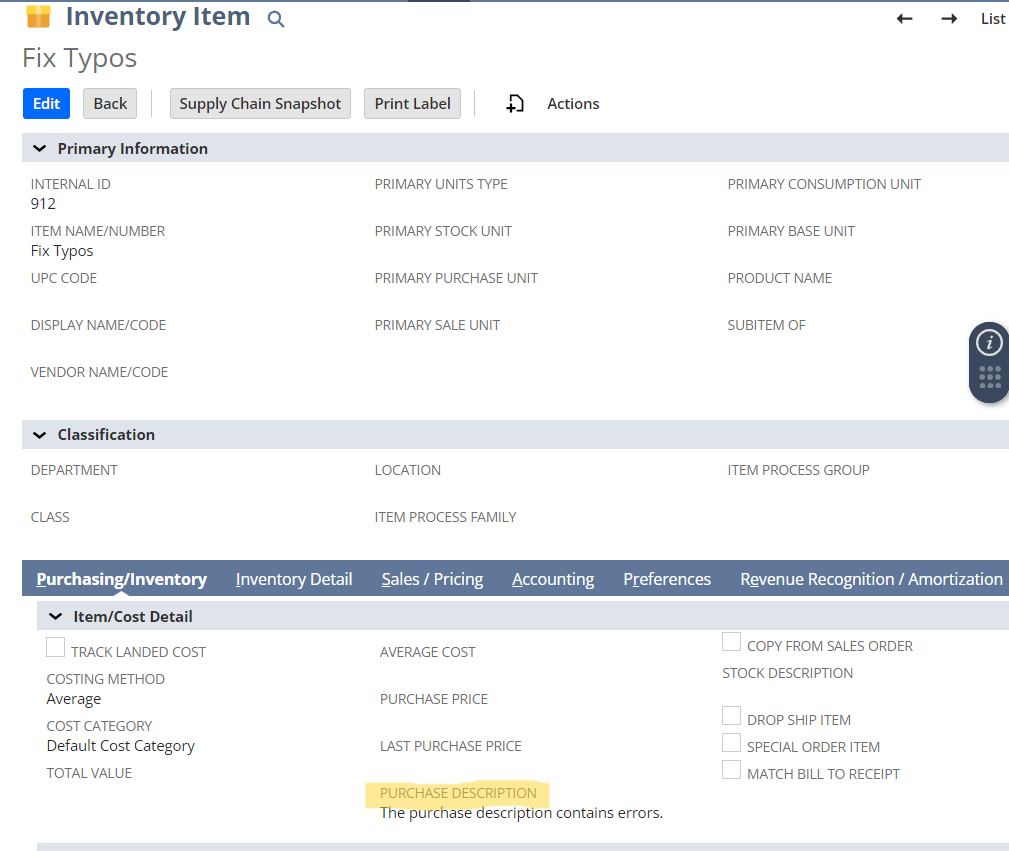 Inventory Item
List
Fix Typos
Edit Back Supply Chain Snapshot Print Label Actions
Primary Information
INTERNAL ID PRIMARY UNITS TYPE PRIMARY CONSUMPTION UNIT
912
ITEM NAME/NUMBER PRIMARY STOCK UNIT PRIMARY BASE UNIT
Fix Typos
UPC CODE PRIMARY PURCHASE UNIT PRODUCT NAME
DISPLAY NAME/CODE PRIMARY SALE UNIT SUBITEM OF
VENDOR NAME/CODE
Classification
DEPARTMENT LOCATION ITEM PROCESS GROUP
CLASS ITEM PROCESS FAMILY
Purchasing/Inventory Inventory Detail Sales / Pricing Accounting Preferences Revenue Recognition / Amortization
Item/Cost Detail
TRACK LANDED COST AVERAGE COST COPY FROM SALES ORDER
COSTING METHOD STOCK DESCRIPTION
Average PURCHASE PRICE
COST CATEGORY DROP SHIP ITEM
Default Cost Category LAST PURCHASE PRICE SPECIAL ORDER ITEM
TOTAL VALUE MATCH BILL TO RECEIPT
PURCHASE DESCRIPTION
The purchase description contains errors.